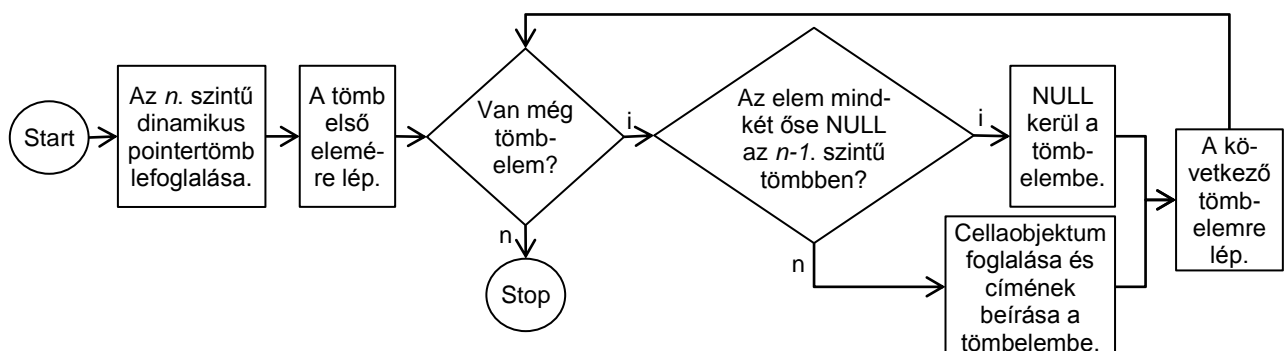 Start
Az n. szintű
dinamikus
pointertömb
lefoglalása.
A tömb
első
elemé-
re lép.
Van még
tömb-
elem?
i
n
Stop
Az elem mind-
két őse NULL
az n-1. szintű
tömbben?
i
n
NULL
kerül a
tömb-
elembe.
Cellaobjektum
foglalása és
címének
beírása a
tömbelembe.
A kö-
vetkező
tömb-
elemre
lép.